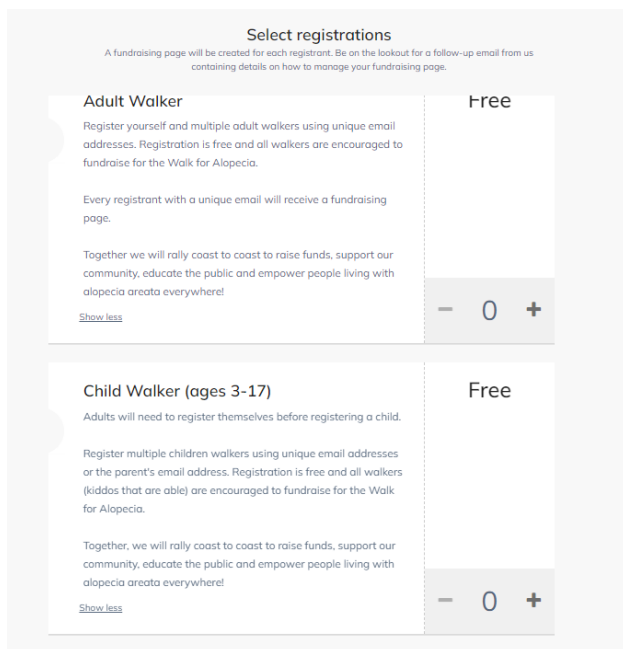 Select registrations
A fundraising page will be created for each registrant. Be on the lookout for a follow-up email from us
containing details on how to manage your fundraising page.
Adult Walker
Free
Register yourself and multiple adult walkers using unique email
addresses. Registration is free and all walkers are encouraged to
fundraise for the Walk for Alopecia.
Every registrant with a unique email will receive a fundraising
page.
Together we will rally coast to coast to raise funds, support our
community, educate the public and empower people living with
alopecia areata everywhere!
Show less
− 0 +
Child Walker (ages 3-17)
Free
Adults will need to register themselves before registering a child.
Register multiple children walkers using unique email addresses
or the parent's email address. Registration is free and all walkers
(kiddos that are able) are encouraged to fundraise for the Walk
for Alopecia.
Together, we will rally coast to coast to raise funds, support our
community, educate the public and empower people living with
alopecia areata everywhere!
Show less
− 0 +